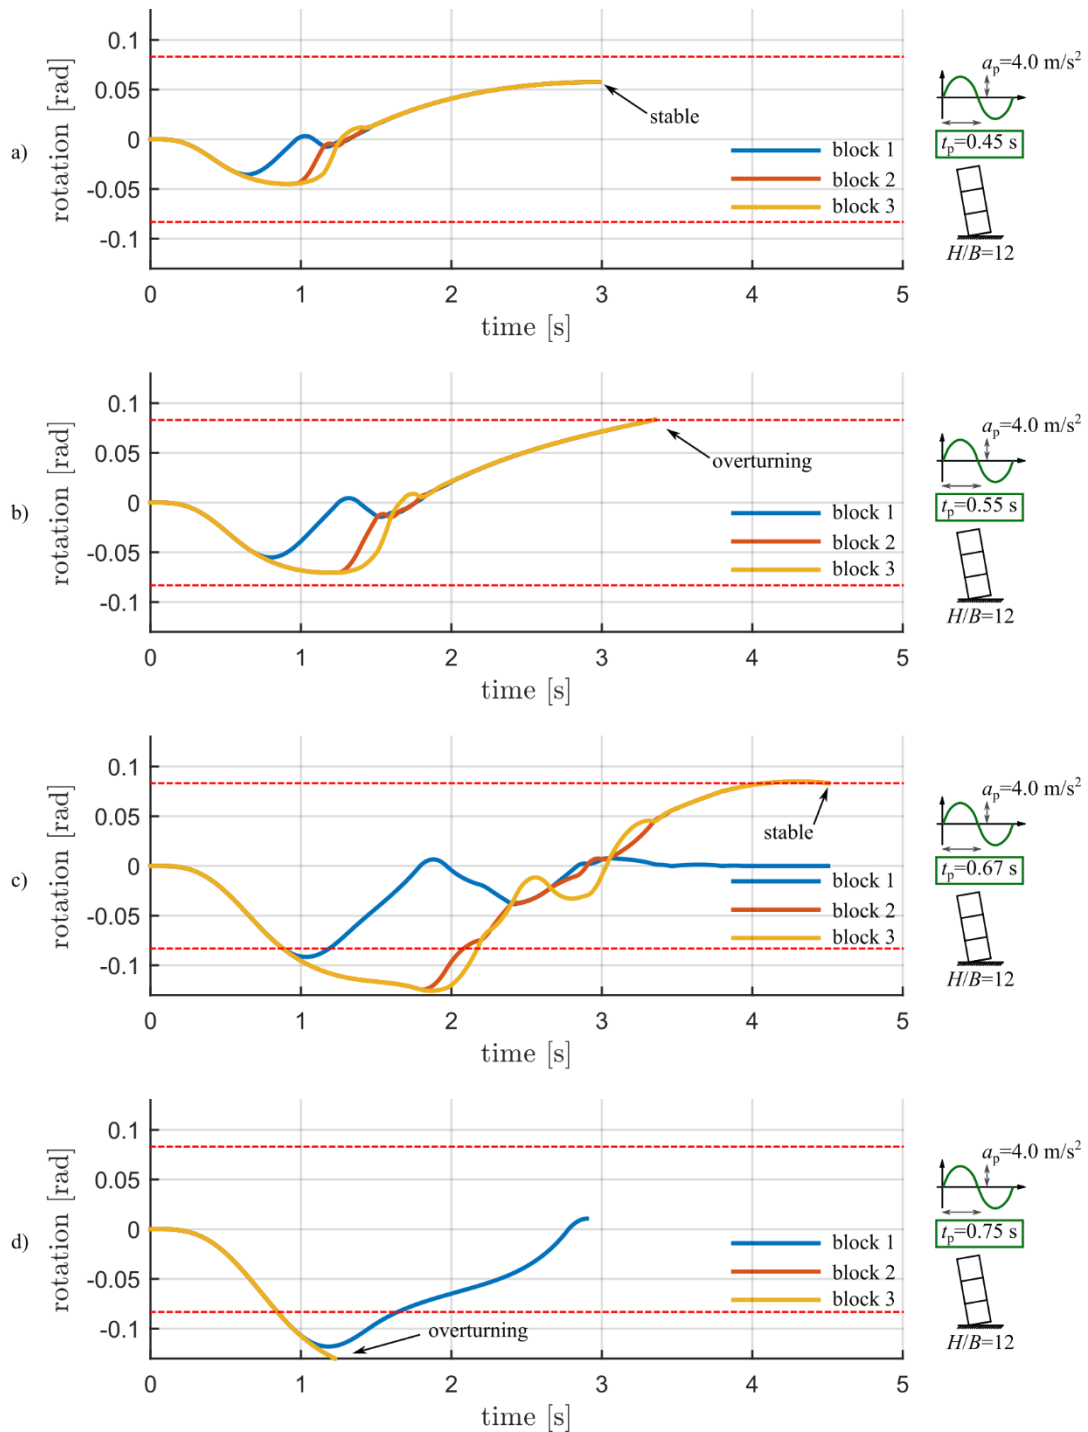 a)
rotation [rad]
0.1
0.05
0
-0.05
-0.1
stable
block 1
block 2
block 3
0 1 2 3 4 5
time [s]
aₚ=4.0 m/s²
tₚ=0.45 s
H/B=12
b)
rotation [rad]
0.1
0.05
0
-0.05
-0.1
overturning
block 1
block 2
block 3
0 1 2 3 4 5
time [s]
aₚ=4.0 m/s²
tₚ=0.55 s
H/B=12
c)
rotation [rad]
0.1
0.05
0
-0.05
-0.1
stable
block 1
block 2
block 3
0 1 2 3 4 5
time [s]
aₚ=4.0 m/s²
tₚ=0.67 s
H/B=12
d)
rotation [rad]
0.1
0.05
0
-0.05
-0.1
overturning
block 1
block 2
block 3
0 1 2 3 4 5
time [s]
aₚ=4.0 m/s²
tₚ=0.75 s
H/B=12